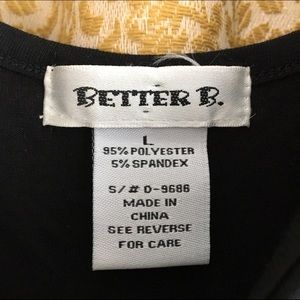 BETTER B.
L
95% POLYESTER
5% SPANDEX
S/# D-9686
MADE IN
CHINA
SEE REVERSE
FOR CARE